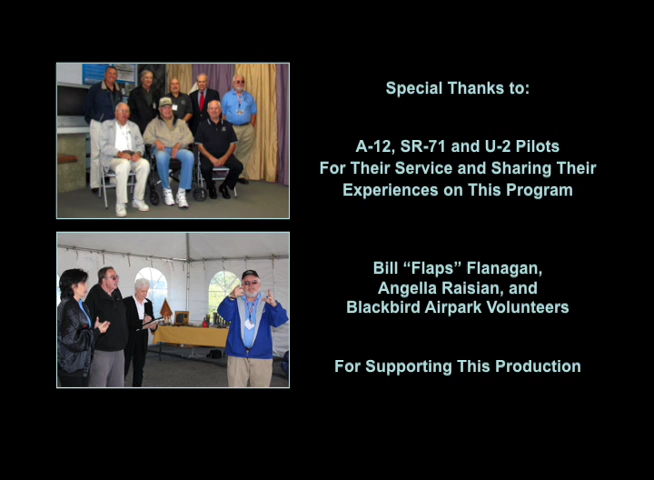 Special Thanks to:
A-12, SR-71 and U-2 Pilots
For Their Service and Sharing Their
Experiences on This Program
Bill “Flaps” Flanagan,
Angella Raisian, and
Blackbird Airpark Volunteers
For Supporting This Production